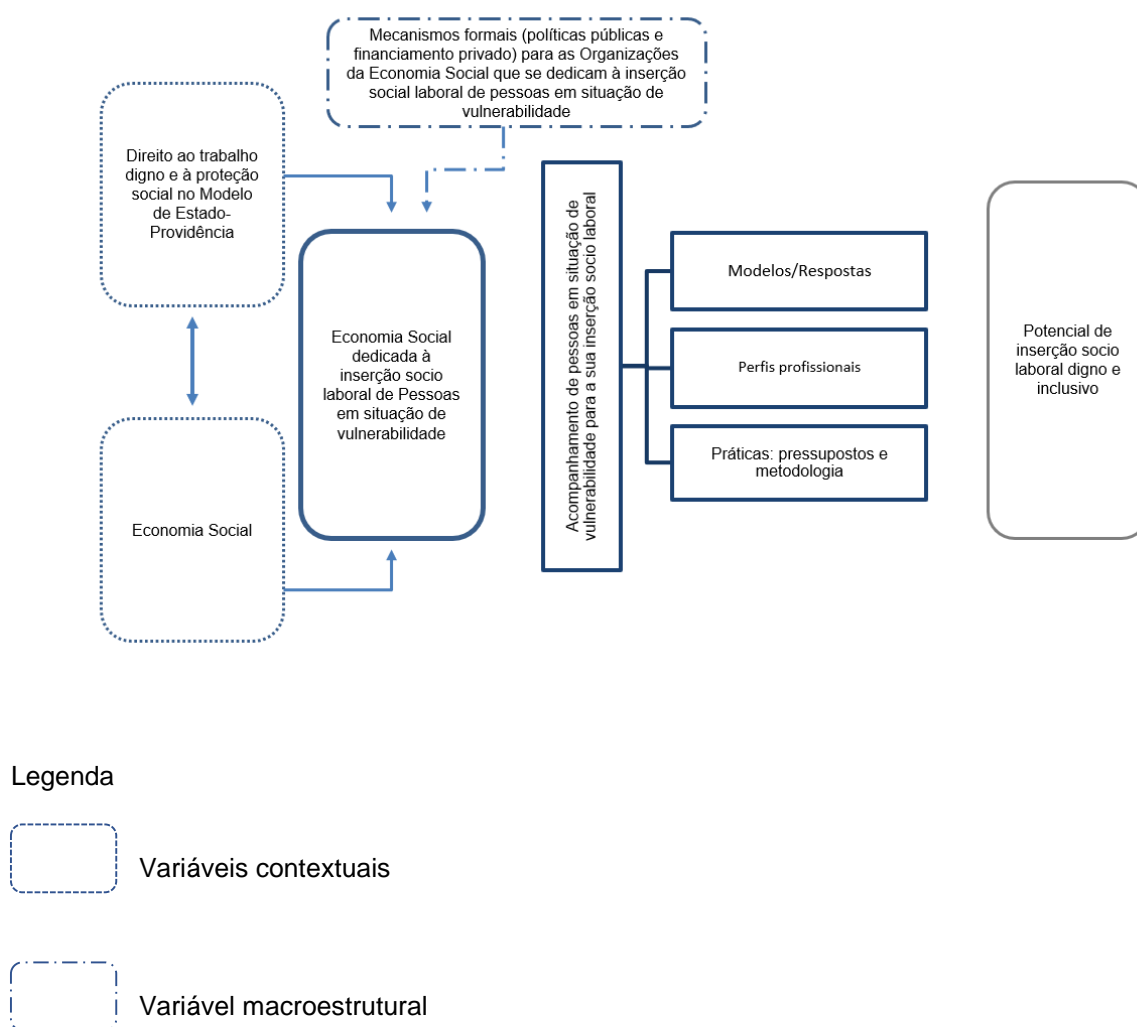 Mecanismos formais (políticas públicas e
financiamento privado) para as Organizações
da Economia Social que se dedicam à inserção
social laboral de pessoas em situação de
vulnerabilidade
Direito ao trabalho
digno e à proteção
social no Modelo
de Estado-
Providência
Economia Social
Economia Social
dedicada à
inserção socio
laboral de Pessoas
em situação de
vulnerabilidade
Acompanhamento de pessoas em situação de
vulnerabilidade para a sua inserção socio laboral
Modelos/Respostas
Perfis profissionais
Práticas: pressupostos e
metodologia
Potencial de
inserção socio
laboral digno e
inclusivo
Legenda
Variáveis contextuais
Variável macroestrutural